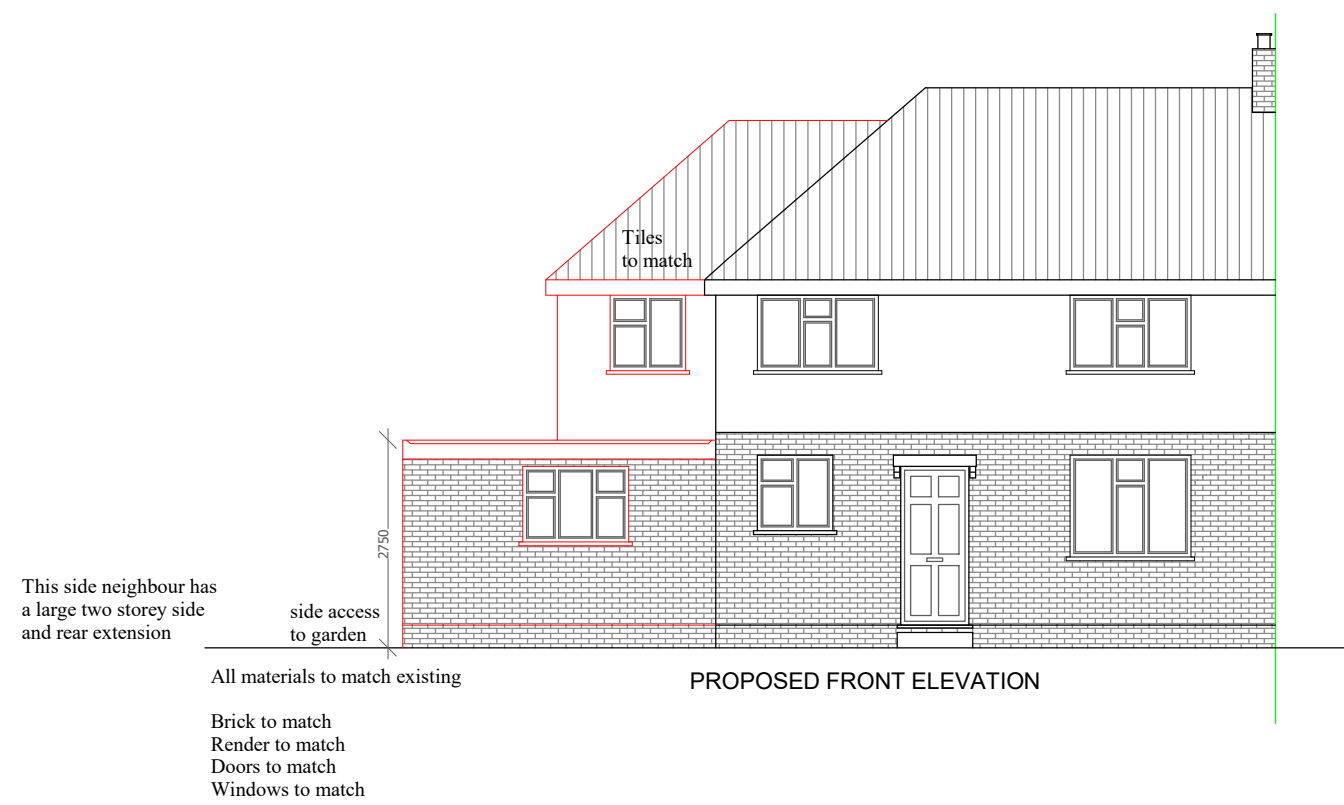 Tiles
to match
2750
This side neighbour has
a large two storey side
and rear extension
side access
to garden
All materials to match existing
PROPOSED FRONT ELEVATION
Brick to match
Render to match
Doors to match
Windows to match